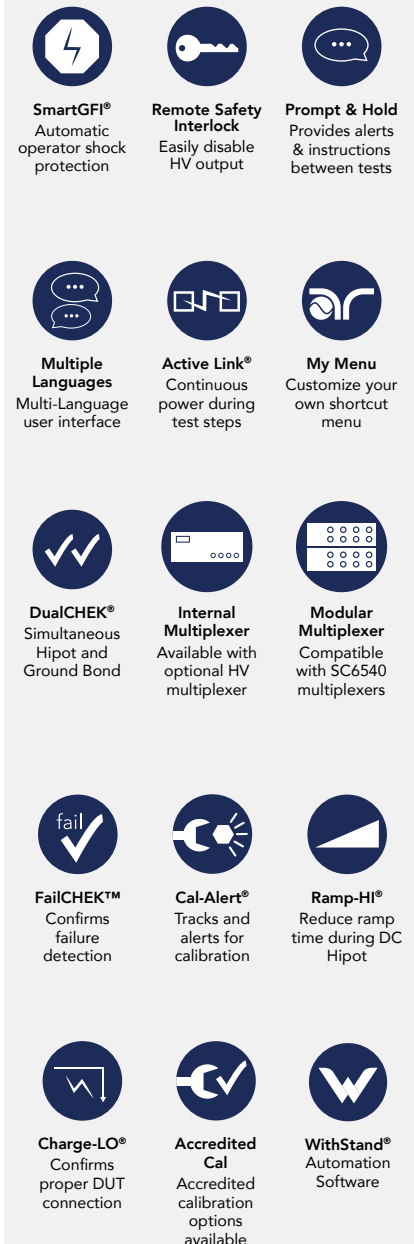 SmartGFI®
Automatic
operator shock
protection
Remote Safety
Interlock
Easily disable
HV output
Prompt & Hold
Provides alerts
& instructions
between tests
Multiple
Languages
Multi-Language
user interface
Active Link®
Continuous
power during
test steps
ar
My Menu
Customize your
own shortcut
menu
DualCHEK®
Simultaneous
Hipot and
Ground Bond
Internal
Multiplexer
Available with
optional HV
multiplexer
Modular
Multiplexer
Compatible
with SC6540
multiplexers
fail
FailCHEK™
Confirms
failure
detection
Cal-Alert®
Tracks and
alerts for
calibration
Ramp-HI®
Reduce ramp
time during DC
Hipot
Charge-LO®
Confirms
proper DUT
connection
Accredited
Cal
Accredited
calibration
options
available
W
WithStand®
Automation
Software